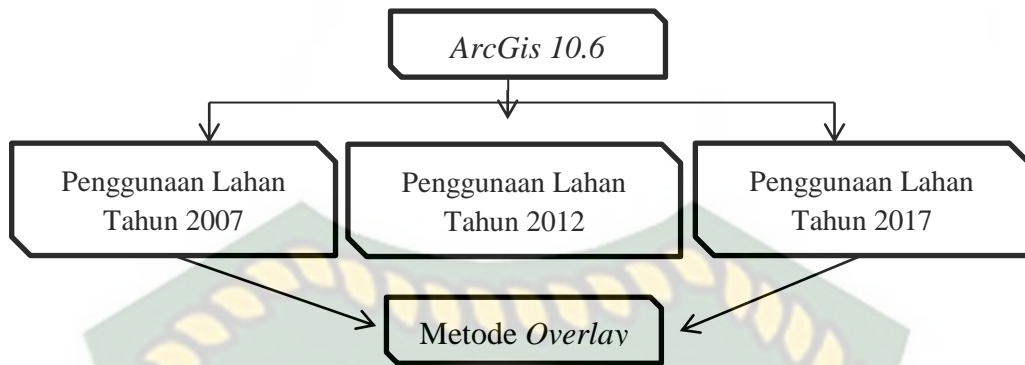 ArcGis 10.6
Penggunaan Lahan
Tahun 2007
Penggunaan Lahan
Tahun 2012
Penggunaan Lahan
Tahun 2017
Metode Overlay